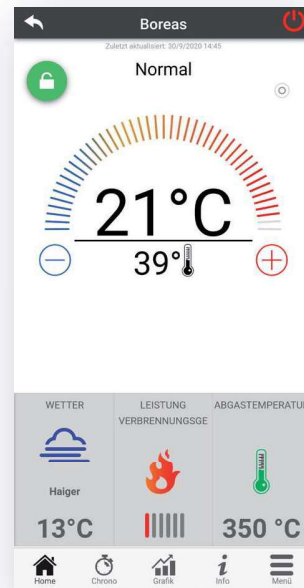 Boreas
Zuletzt aktualisiert: 30/9/2020 14:45
Normal
21°C
39°
WETTER
LEISTUNG
VERBRENNUNGSGE
ABGASTEMPERATU
Haiger
13°C
350 °C
Home
Chrono
Grafik
Info
Menü